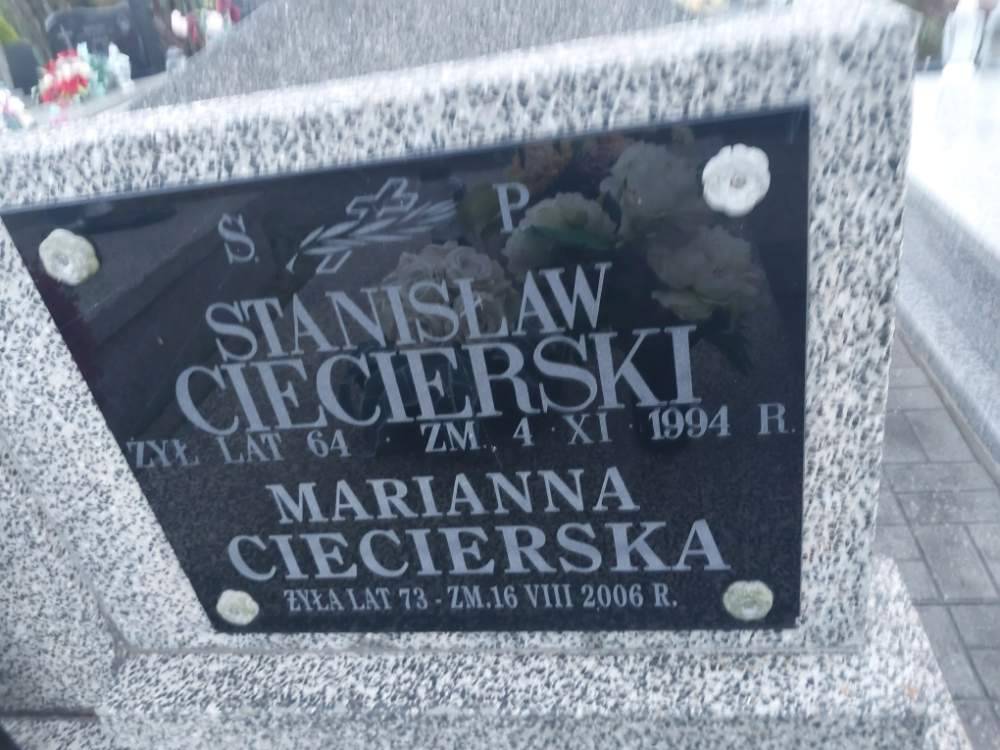 Ś. P
STANISŁAW
CIECIERSKI
ŻYŁ LAT 64 · ZM. 4 · XI · 1994 R.
MARIANNA
CIECIERSKA
ŻYŁA LAT 73 - ZM. 16 VIII 2006 R.